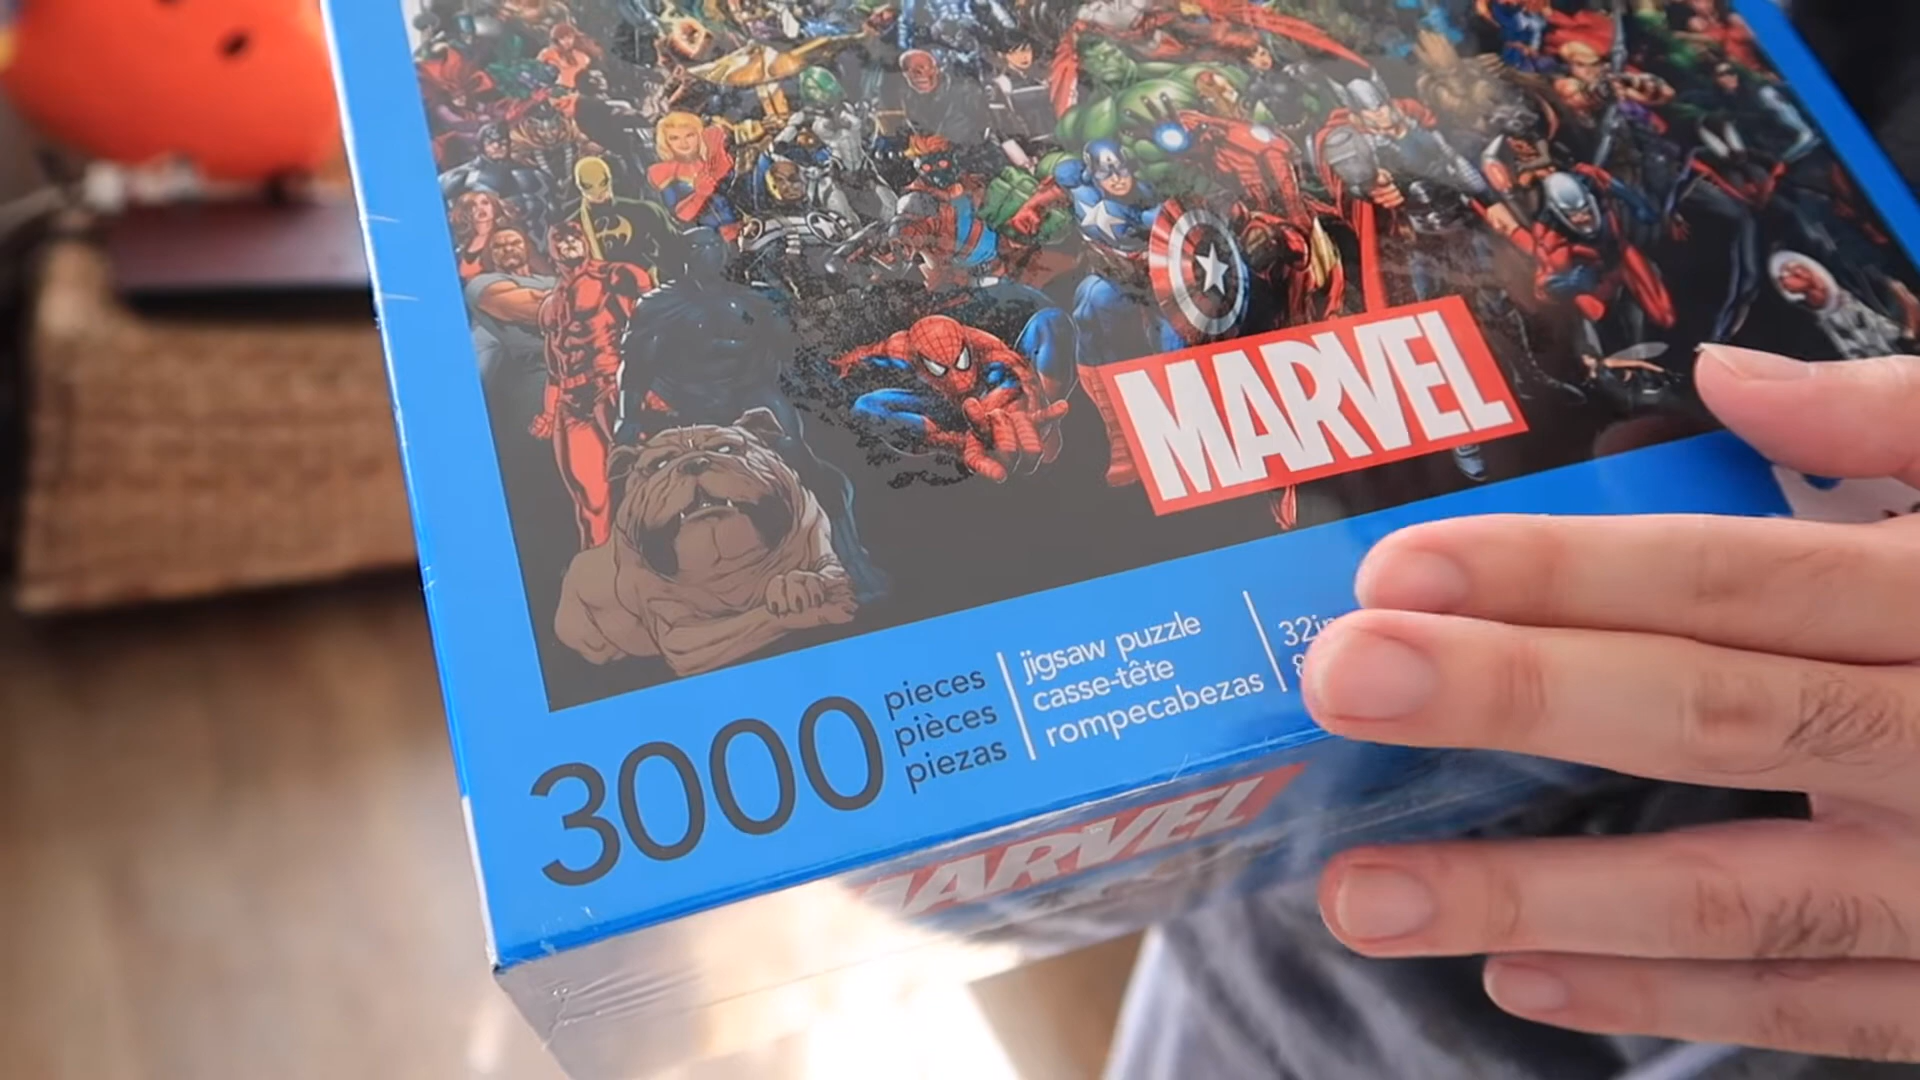 MARVEL
3000
pieces
pièces
piezas
jigsaw puzzle
casse-tête
rompecabezas
MARVEL